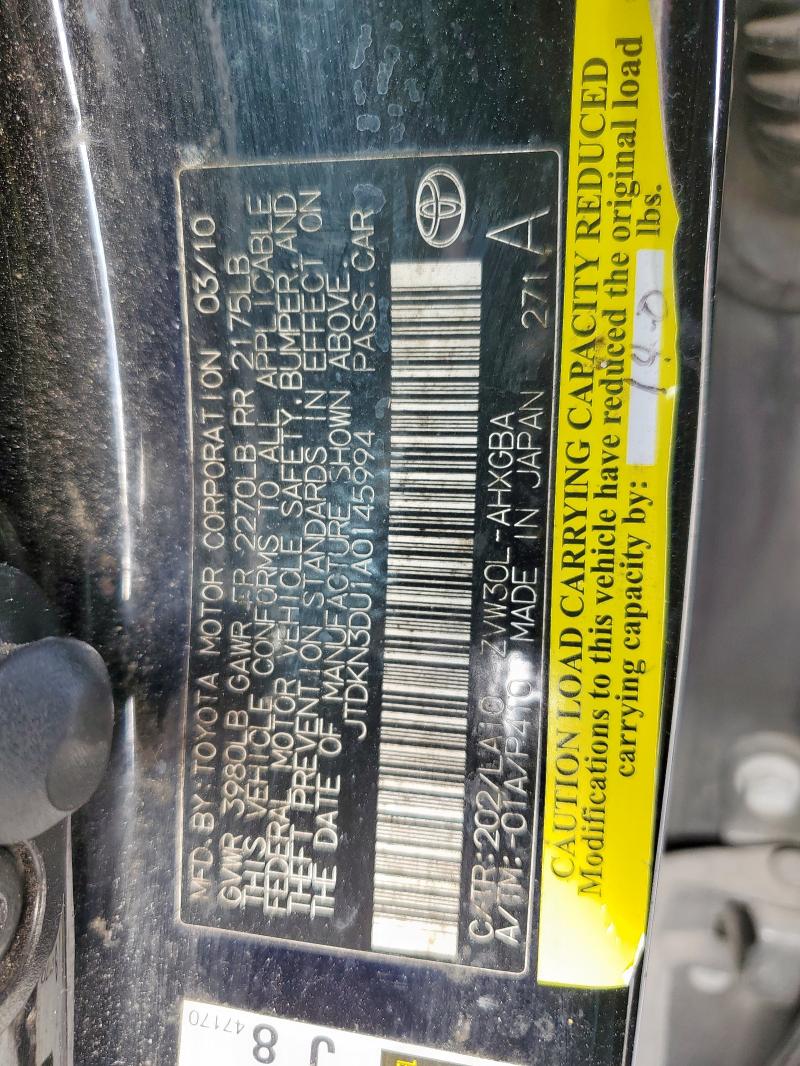 MFD. BY: TOYOTA MOTOR CORPORATION 03/10
GVWR 3980LB GAWR FR 2270LB RR 2175LB
THIS VEHICLE CONFORMS TO ALL APPLICABLE
FEDERAL MOTOR VEHICLE SAFETY, BUMPER, AND
THEFT PREVENTION STANDARDS IN EFFECT ON
THE DATE OF MANUFACTURE SHOWN ABOVE.
JTDKN3DU1A0145994 PASS. CAR
C/TR:202/LA10 ZVW30L-AHXGBA
A/TM:-01A/P410 MADE IN JAPAN 271 A
CAUTION LOAD CARRYING CAPACITY REDUCED
Modifications to this vehicle have reduced the original load
carrying capacity by: 19.0 lbs.
J 8
47170